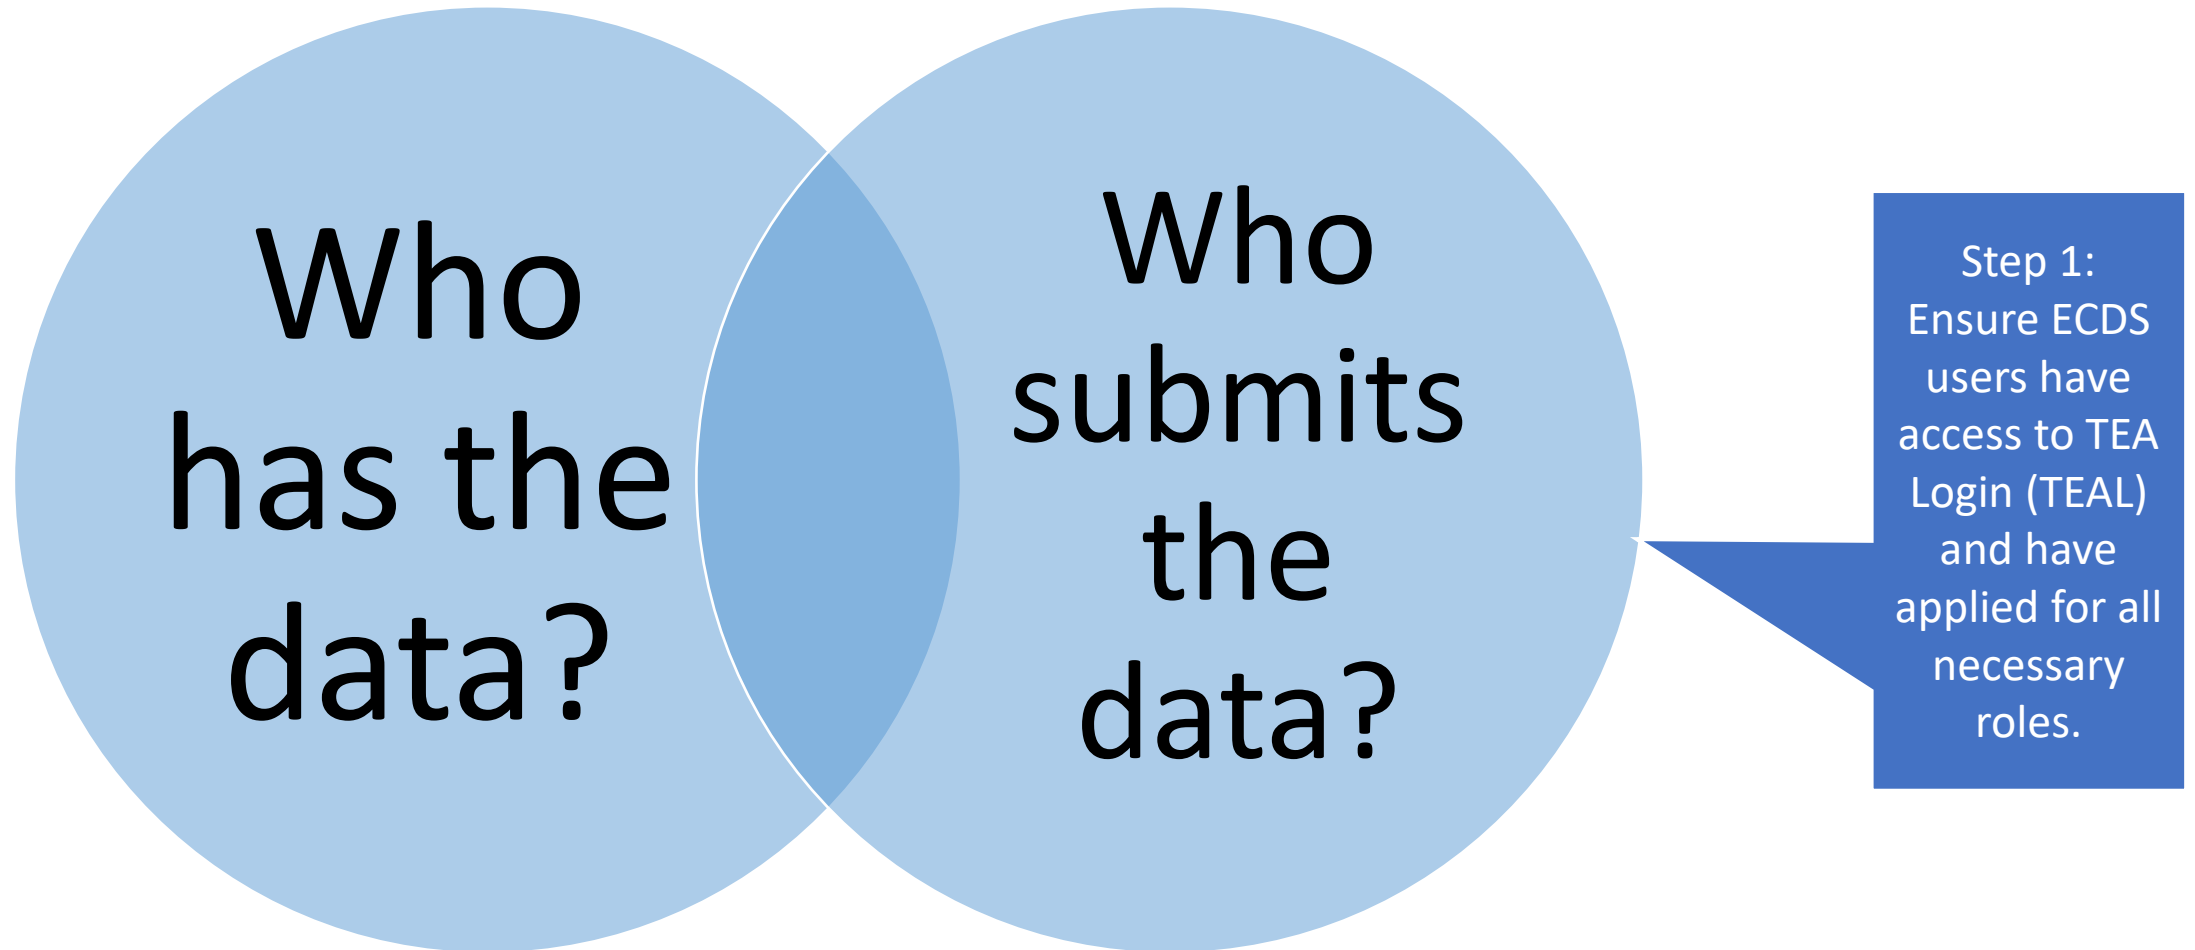 Who
has the
data?
Who
submits
the
data?
Step 1:
Ensure ECDS
users have
access to TEA
Login (TEAL)
and have
applied for all
necessary
roles.